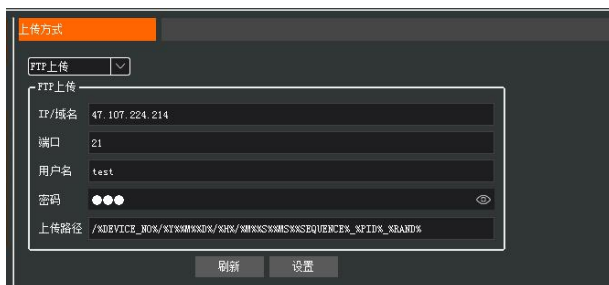 上传方式
FTP上传
FTP上传
IP/域名 47.107.224.214
端口 21
用户名 test
密码 ●●●
上传路径 /%DEVICE_NO%/%Y%%M%%D%/%H%/%M%%S%%MS%%SEQUENCE%_%PID%_%RAND%
刷新 设置